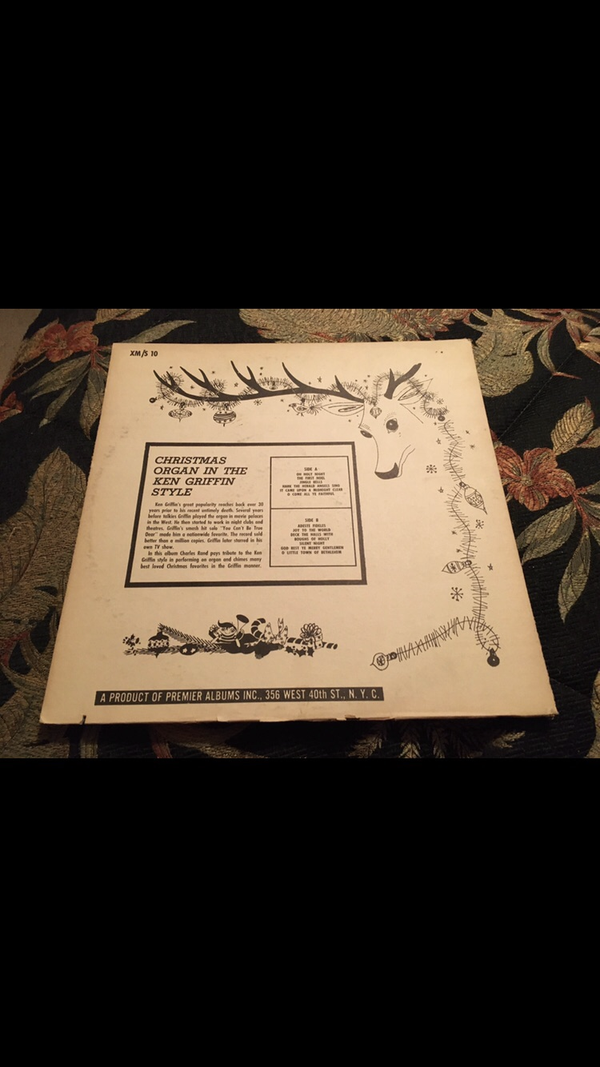 XM/S 10
CHRISTMAS
ORGAN IN THE
KEN GRIFFIN
STYLE
Ken Griffin's great popularity reaches back over 20
years prior to his recent untimely death. Several years
before talkies Griffin played the organ in movie palaces
in the West. He then started to work in night clubs and
theatres. Griffin's smash hit solo "You Can't Be True
Dear" made him a nationwide favorite. The record sold
better than a million copies. Griffin later starred in his
own TV show.
In this album Charles Rand pays tribute to the Ken
Griffin style in performing on organ and chimes many
best loved Christmas favorites in the Griffin manner.
SIDE A
OH HOLY NIGHT
THE FIRST NOEL
JINGLE BELLS
HARK THE HERALD ANGELS SING
IT CAME UPON A MIDNIGHT CLEAR
O COME ALL YE FAITHFUL
SIDE B
ADESTE FIDELES
JOY TO THE WORLD
DECK THE HALLS WITH
BOUGHS OF HOLLY
SILENT NIGHT
GOD REST YE MERRY GENTLEMEN
O LITTLE TOWN OF BETHLEHEM
A PRODUCT OF PREMIER ALBUMS INC., 356 WEST 40th ST., N. Y. C.